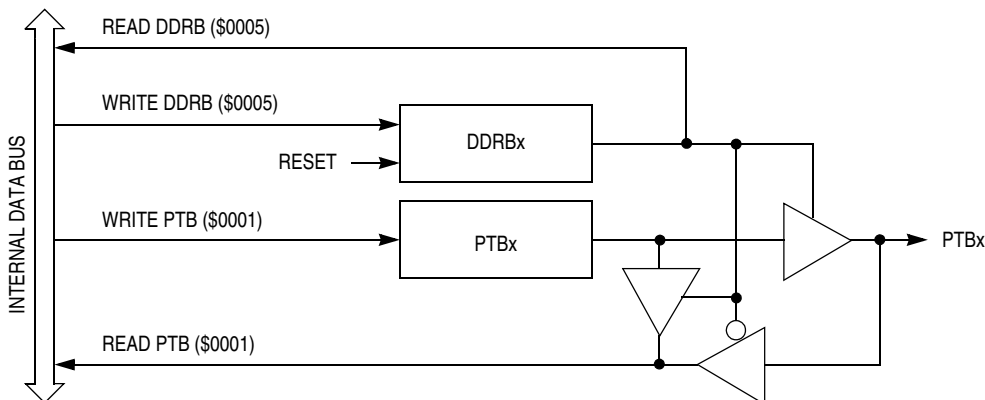 READ DDRB ($0005)
WRITE DDRB ($0005)
DDRBx
RESET
INTERNAL DATA BUS
WRITE PTB ($0001)
PTBx
PTBx
READ PTB ($0001)